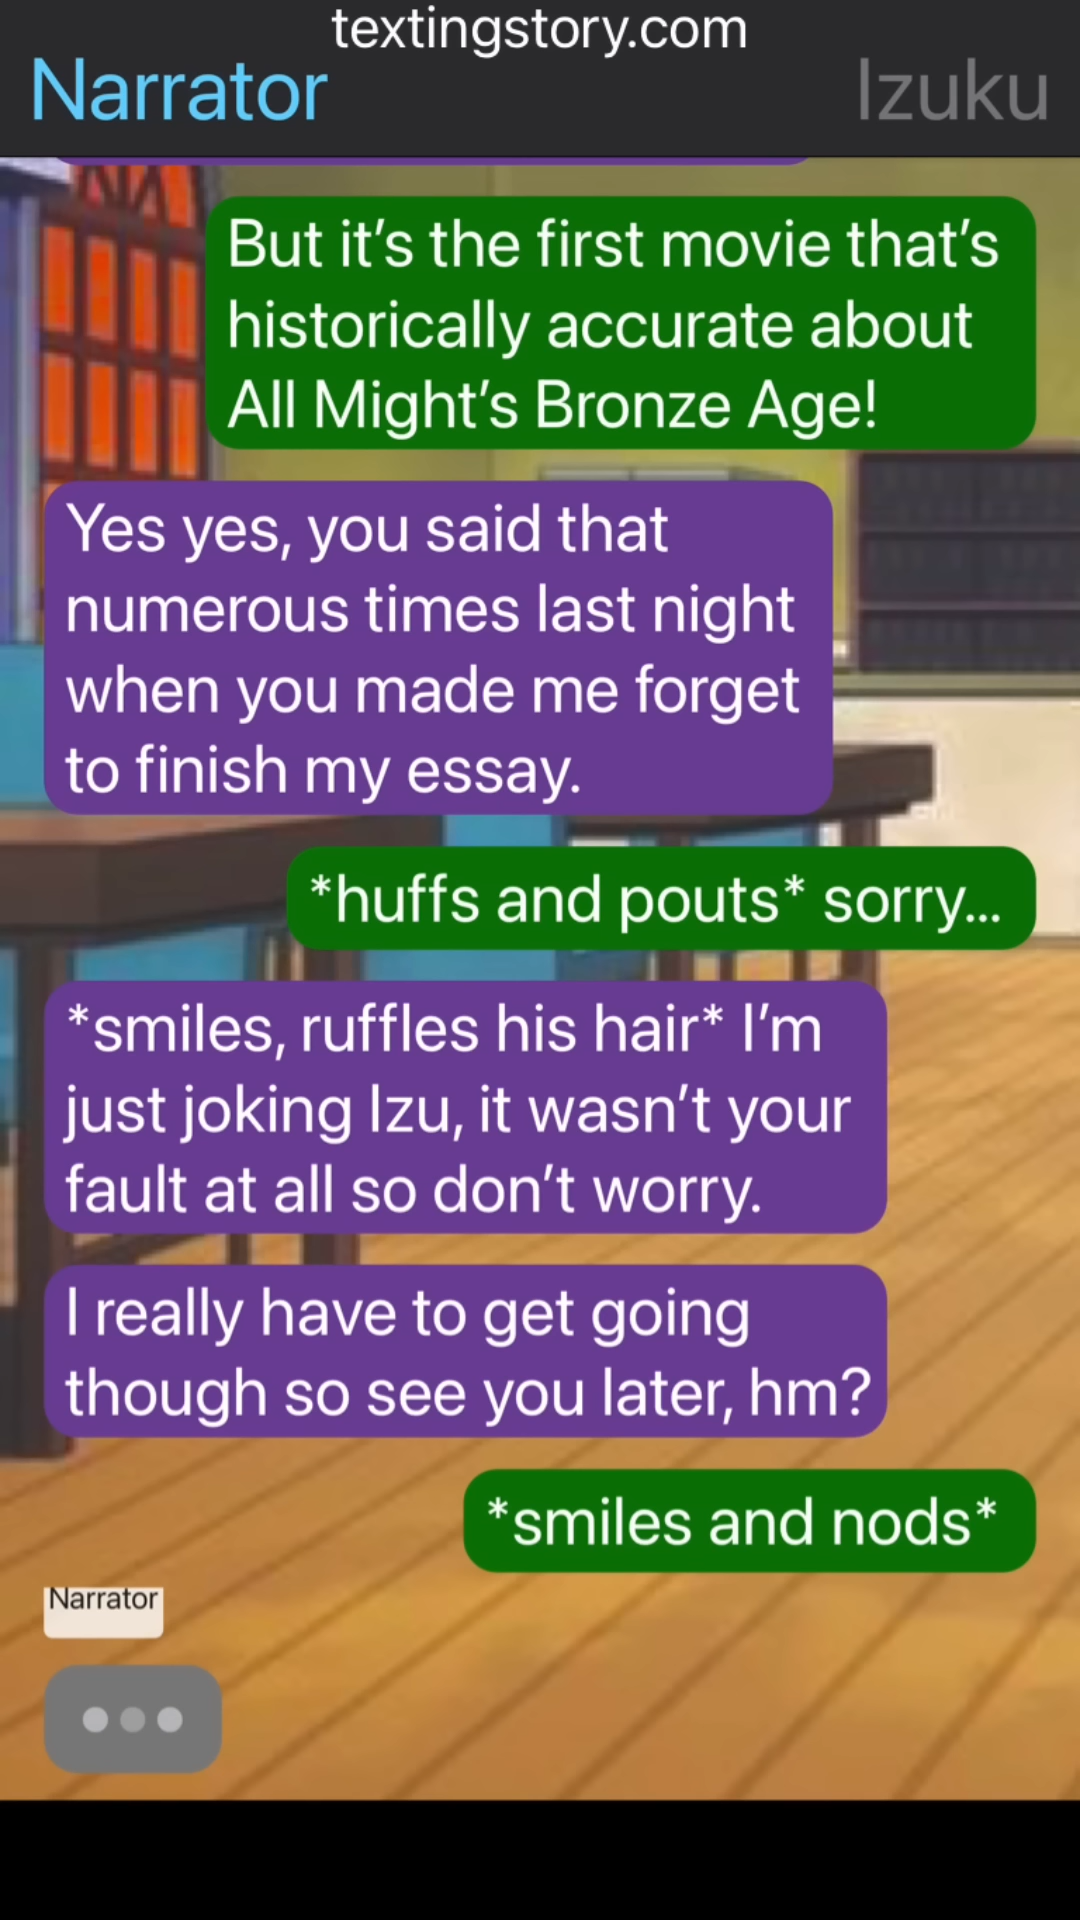 textingstory.com
Narrator
Izuku
But it’s the first movie that’s
historically accurate about
All Might’s Bronze Age!
Yes yes, you said that
numerous times last night
when you made me forget
to finish my essay.
*huffs and pouts* sorry...
*smiles, ruffles his hair* I’m
just joking Izu, it wasn’t your
fault at all so don’t worry.
I really have to get going
though so see you later, hm?
*smiles and nods*
Narrator